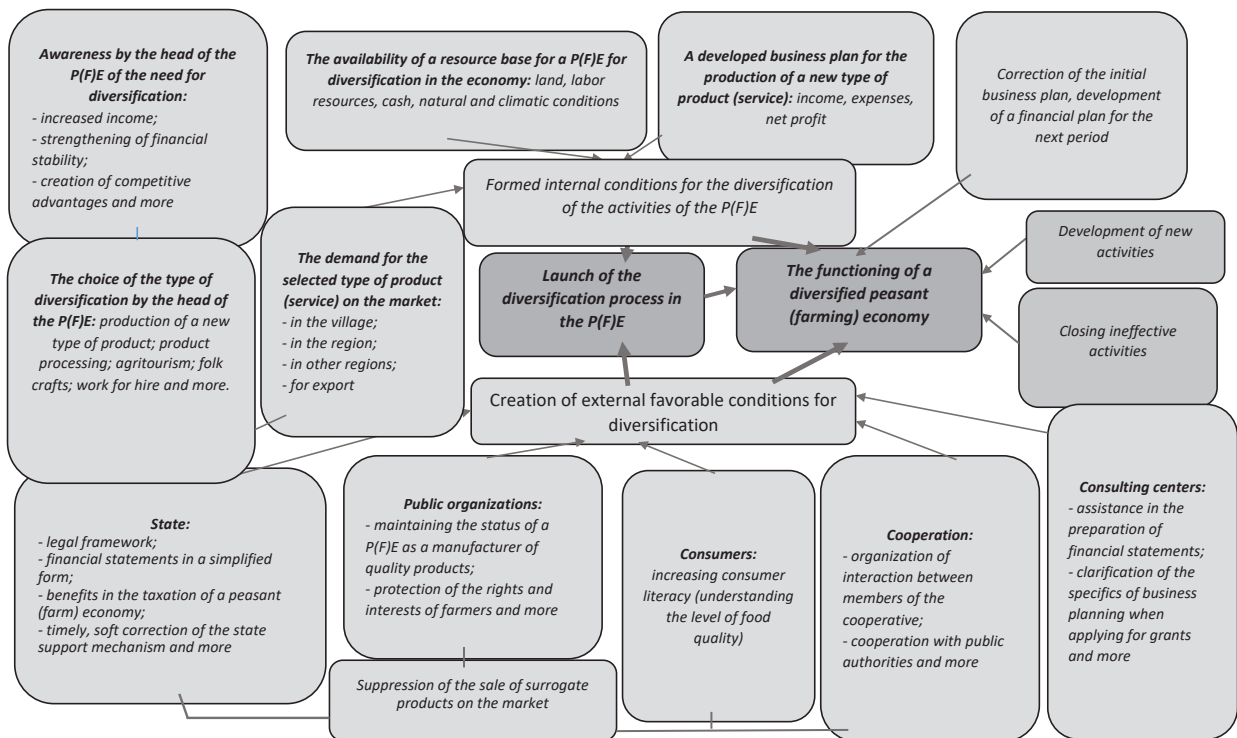 Awareness by the head of the
P(F)E of the need for
diversification:
- increased income;
- strengthening of financial
stability;
- creation of competitive
advantages and more
The availability of a resource base for a P(F)E for
diversification in the economy: land, labor
resources, cash, natural and climatic conditions
A developed business plan for the
production of a new type of
product (service): income, expenses,
net profit
Correction of the initial
business plan, development
of a financial plan for the
next period
Formed internal conditions for the diversification
of the activities of the P(F)E
The choice of the type of
diversification by the head of
the P(F)E: production of a new
type of product; product
processing; agritourism; folk
crafts; work for hire and more.
The demand for the
selected type of product
(service) on the market:
- in the village;
- in the region;
- in other regions;
- for export
Launch of the
diversification process in
the P(F)E
The functioning of a
diversified peasant
(farming) economy
Development of new
activities
Closing ineffective
activities
Creation of external favorable conditions for
diversification
State:
- legal framework;
- financial statements in a simplified
form;
- benefits in the taxation of a peasant
(farm) economy;
- timely, soft correction of the state
support mechanism and more
Public organizations:
- maintaining the status of a
P(F)E as a manufacturer of
quality products;
- protection of the rights and
interests of farmers and more
Consumers:
increasing consumer
literacy (understanding
the level of food
quality)
Cooperation:
- organization of
interaction between
members of the
cooperative;
- cooperation with public
authorities and more
Consulting centers:
- assistance in the
preparation of
financial statements;
- clarification of the
specifics of business
planning when
applying for grants
and more
Suppression of the sale of surrogate
products on the market